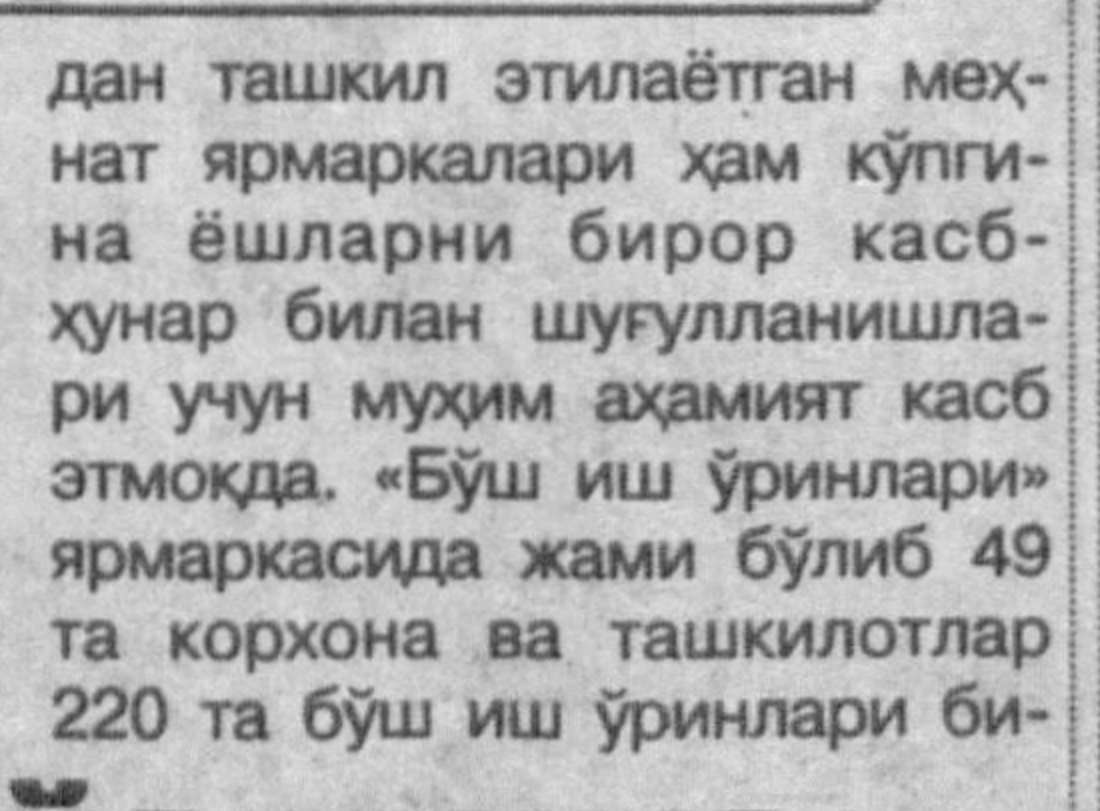 дан ташкил этилаётган меҳ-
нат ярмаркалари ҳам кўпги-
на ёшларни бирор касб-
ҳунар билан шуғулланишла-
ри учун муҳим аҳамият касб
этмоқда. «Бўш иш ўринлари»
ярмаркасида жами бўлиб 49
та корхона ва ташкилотлар
220 та бўш иш ўринлари би-